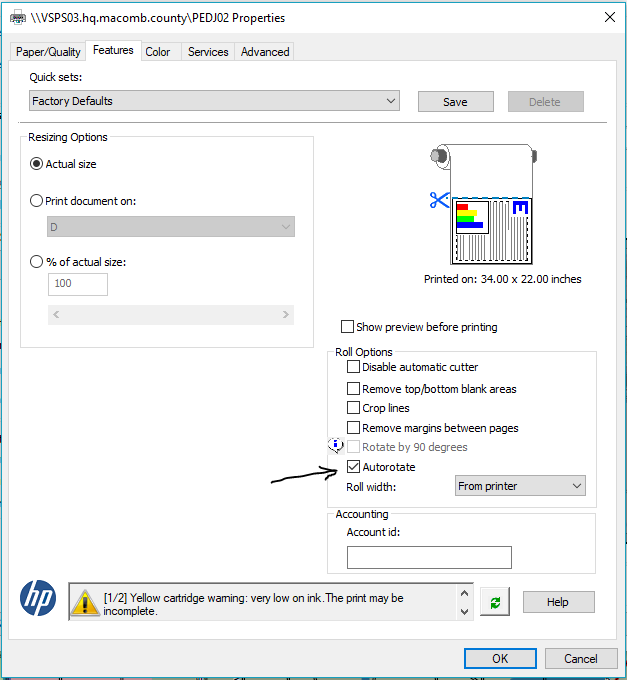 \\VSPS03.hq.macomb.county\PEDJ02 Properties
Paper/Quality Features Color Services Advanced
Quick sets:
Factory Defaults Save Delete
Resizing Options
Actual size
Print document on:
D
% of actual size:
100
E
Printed on: 34.00 x 22.00 inches
Show preview before printing
Roll Options
Disable automatic cutter
Remove top/bottom blank areas
Crop lines
Remove margins between pages
Rotate by 90 degrees
Autorotate
Roll width: From printer
Accounting
Account id:
hp
[1/2] Yellow cartridge warning: very low on ink.The print may be
incomplete.
Help
OK Cancel